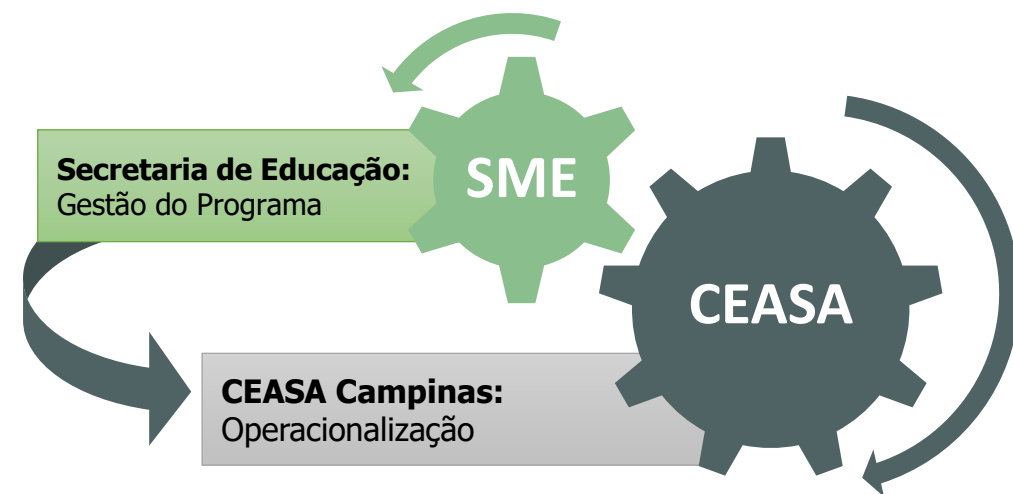 Secretaria de Educação:
Gestão do Programa
SME
CEASA
CEASA Campinas:
Operacionalização